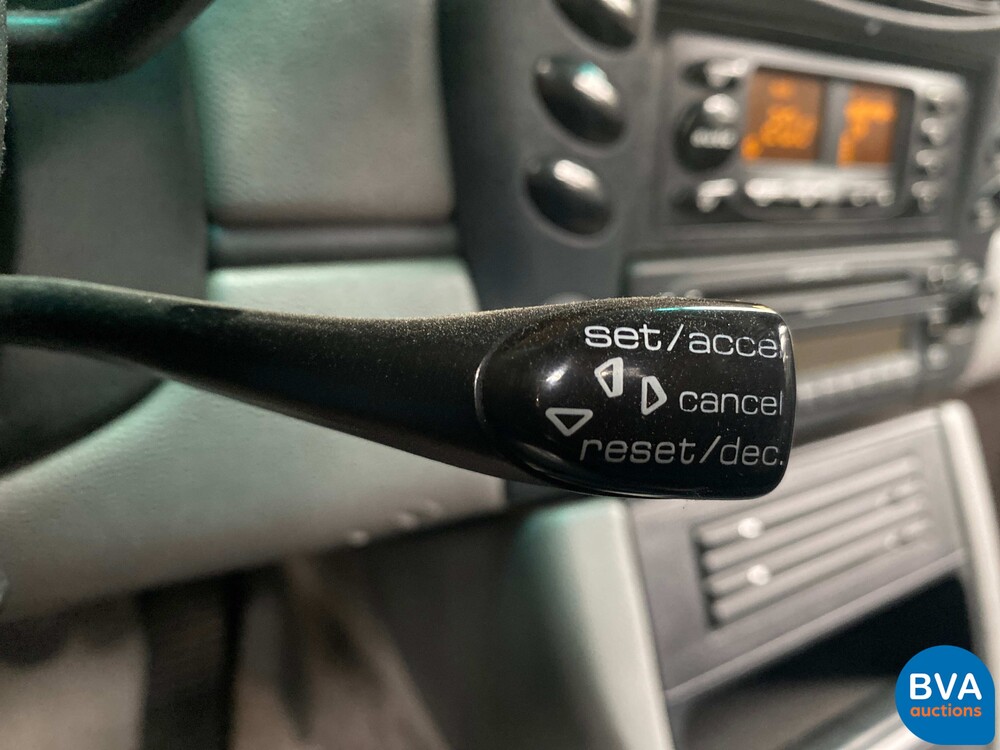 set/accel
cancel
reset/dec.
BVA
auctions